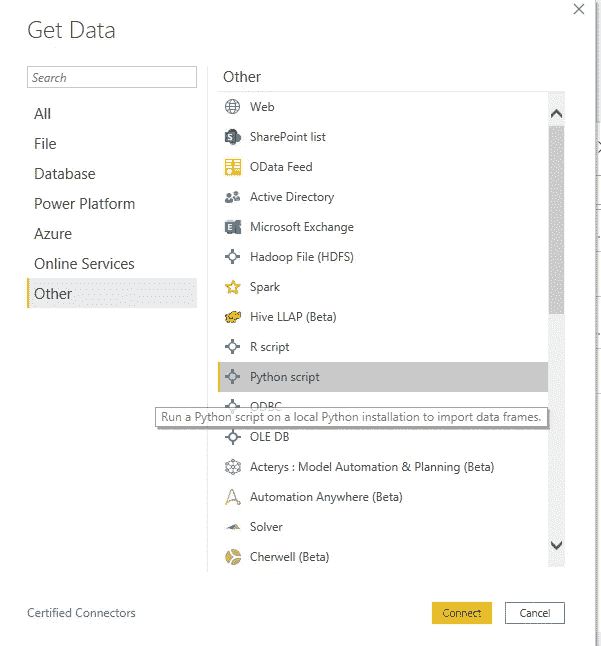 Get Data
Search
All
File
Database
Power Platform
Azure
Online Services
Other
Other
Web
SharePoint list
OData Feed
Active Directory
Microsoft Exchange
Hadoop File (HDFS)
Spark
Hive LLAP (Beta)
R script
Python script
ODBC
Run a Python script on a local Python installation to import data frames.
OLE DB
Acterys : Model Automation & Planning (Beta)
Automation Anywhere (Beta)
Solver
Cherwell (Beta)
Certified Connectors
Connect
Cancel